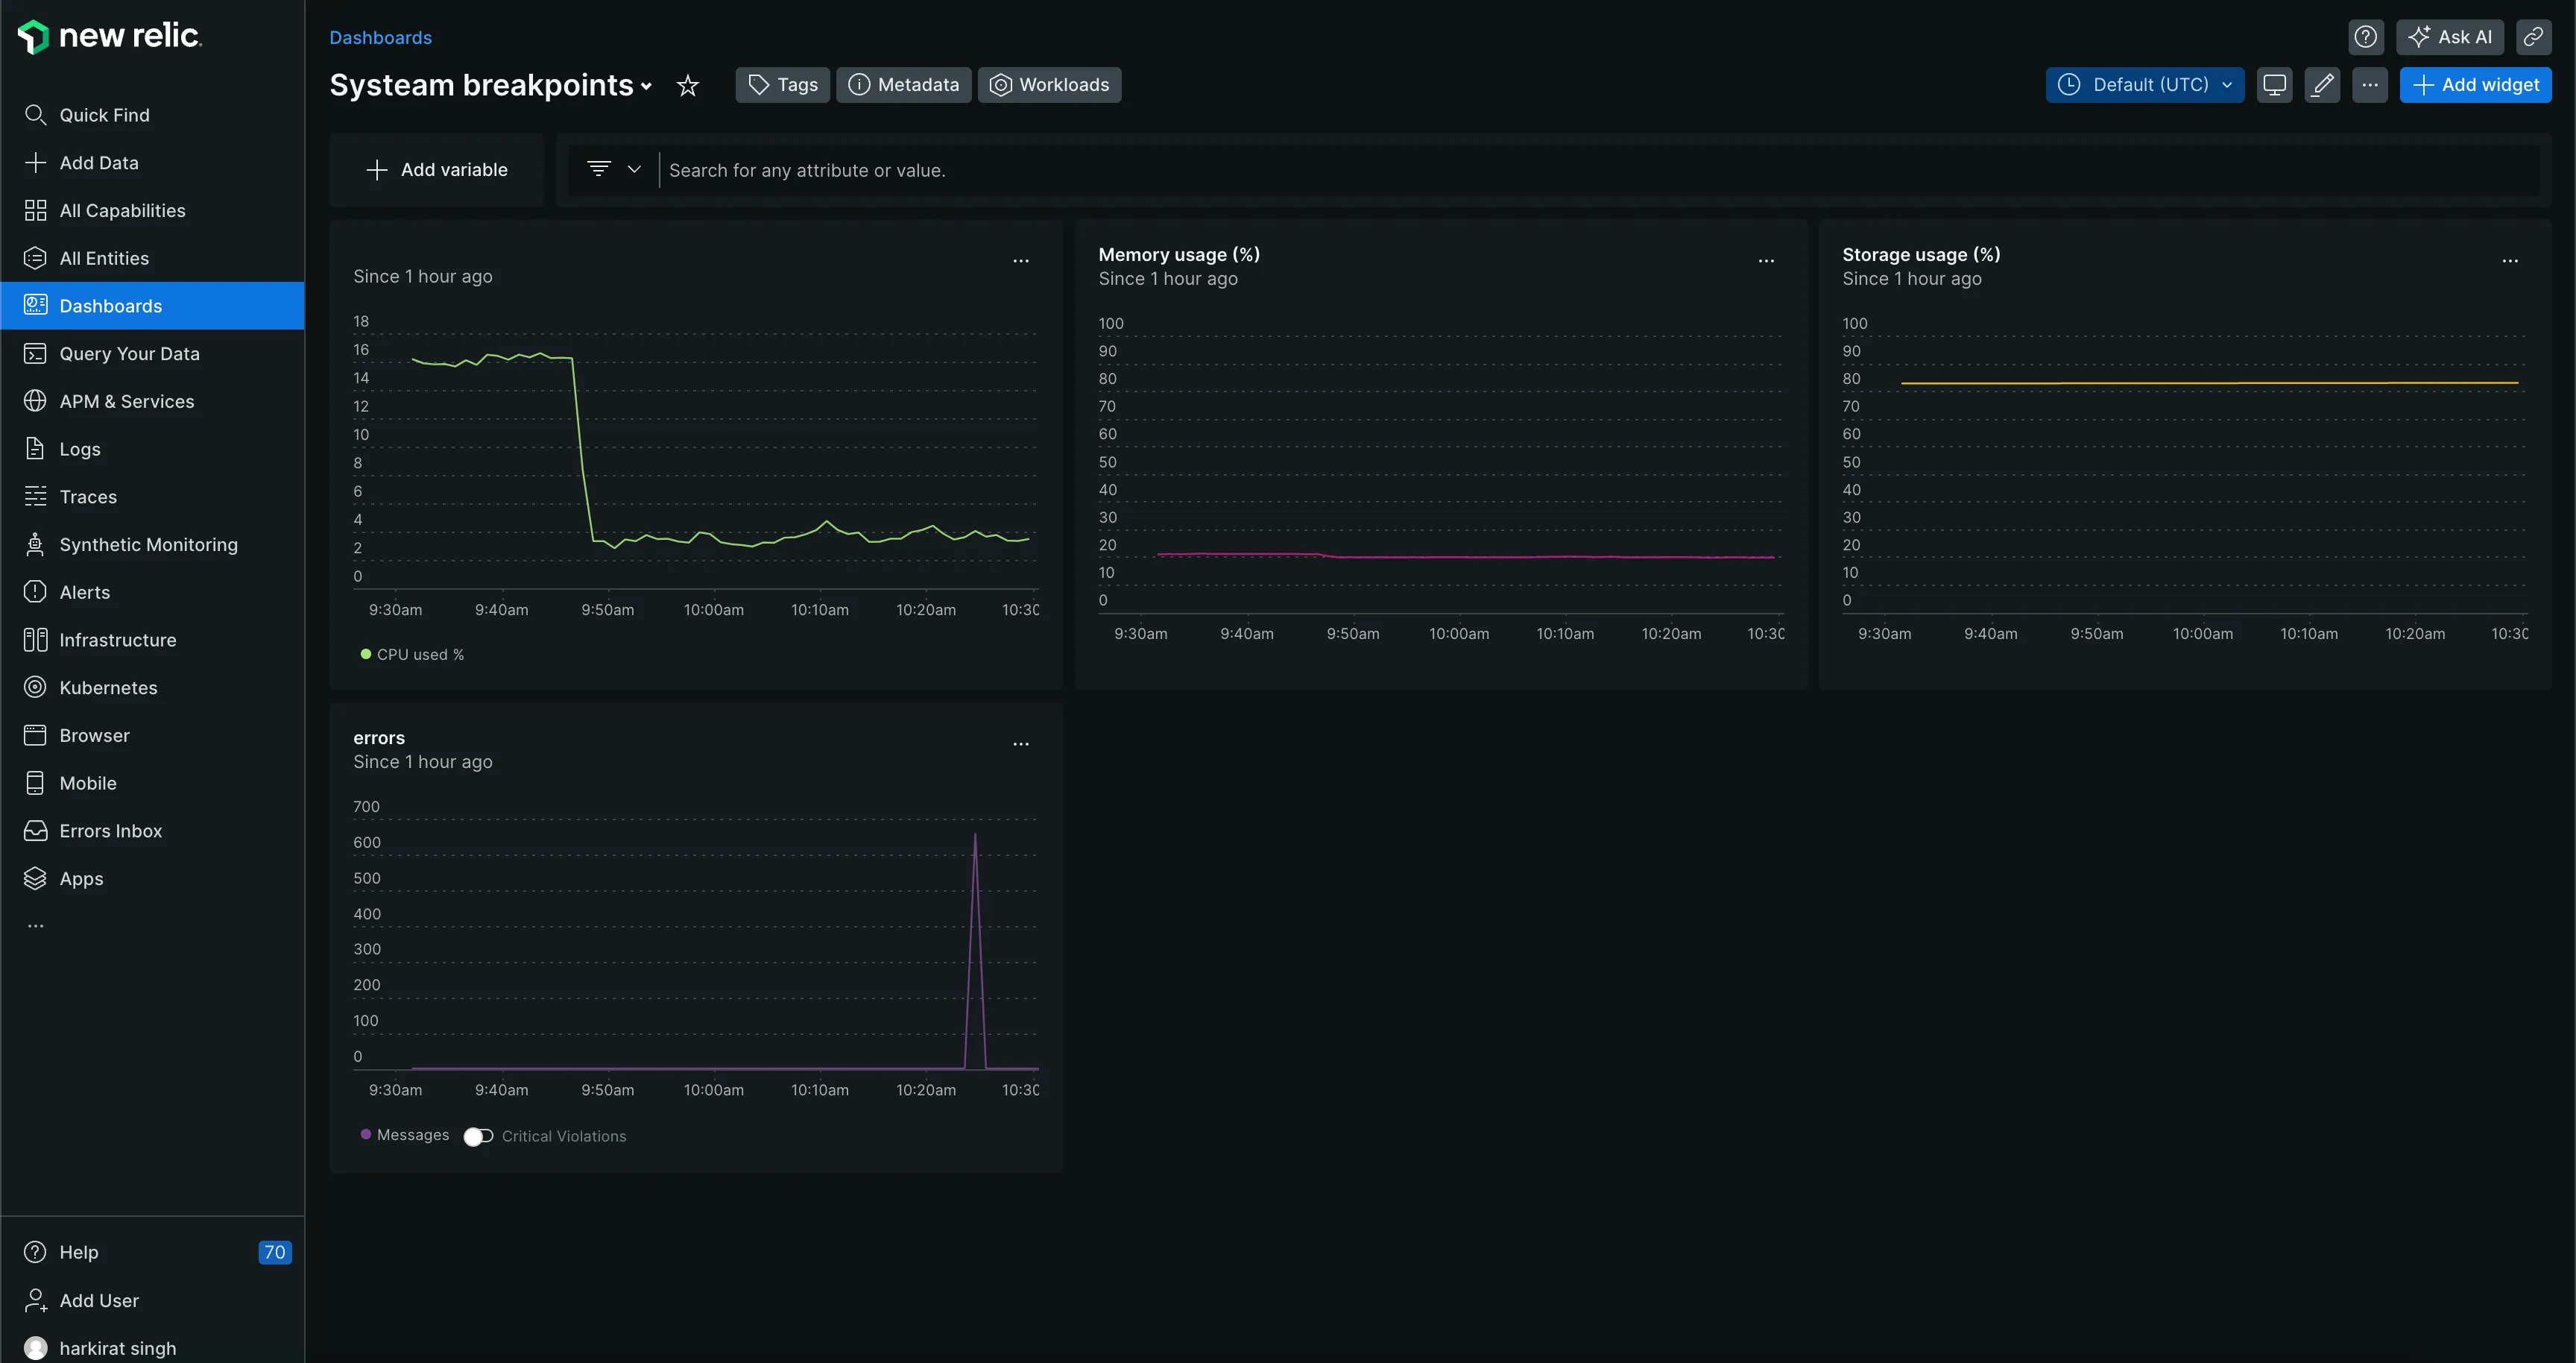 new relic.
Quick Find
Add Data
All Capabilities
All Entities
Dashboards
Query Your Data
APM & Services
Logs
Traces
Synthetic Monitoring
Alerts
Infrastructure
Kubernetes
Browser
Mobile
Errors Inbox
Apps
...
Help 70
Add User
harkirat singh
Dashboards
Ask AI
Systeam breakpoints
Tags
Metadata
Workloads
Default (UTC)
...
Add widget
Add variable
Search for any attribute or value.
Since 1 hour ago
...
18
16
14
12
10
8
6
4
2
0
9:30am 9:40am 9:50am 10:00am 10:10am 10:20am 10:30
CPU used %
Memory usage (%)
...
Since 1 hour ago
100
90
80
70
60
50
40
30
20
10
0
9:30am 9:40am 9:50am 10:00am 10:10am 10:20am 10:30
Storage usage (%)
...
Since 1 hour ago
100
90
80
70
60
50
40
30
20
10
0
9:30am 9:40am 9:50am 10:00am 10:10am 10:20am 10:30
errors
...
Since 1 hour ago
700
600
500
400
300
200
100
0
9:30am 9:40am 9:50am 10:00am 10:10am 10:20am 10:30
Messages Critical Violations